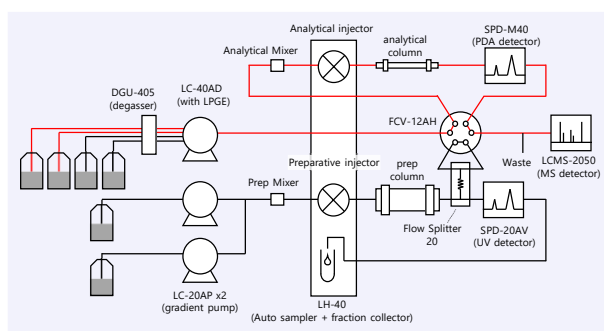 Analytical injector
SPD-M40
(PDA detector)
analytical
column
Analytical Mixer
LC-40AD
(with LPGE)
DGU-405
(degasser)
FCV-12AH
Waste
LCMS-2050
(MS detector)
Preparative injector
prep
column
Prep Mixer
Flow Splitter
20
SPD-20AV
(UV detector)
LC-20AP x2
(gradient pump)
LH-40
(Auto sampler + fraction collector)